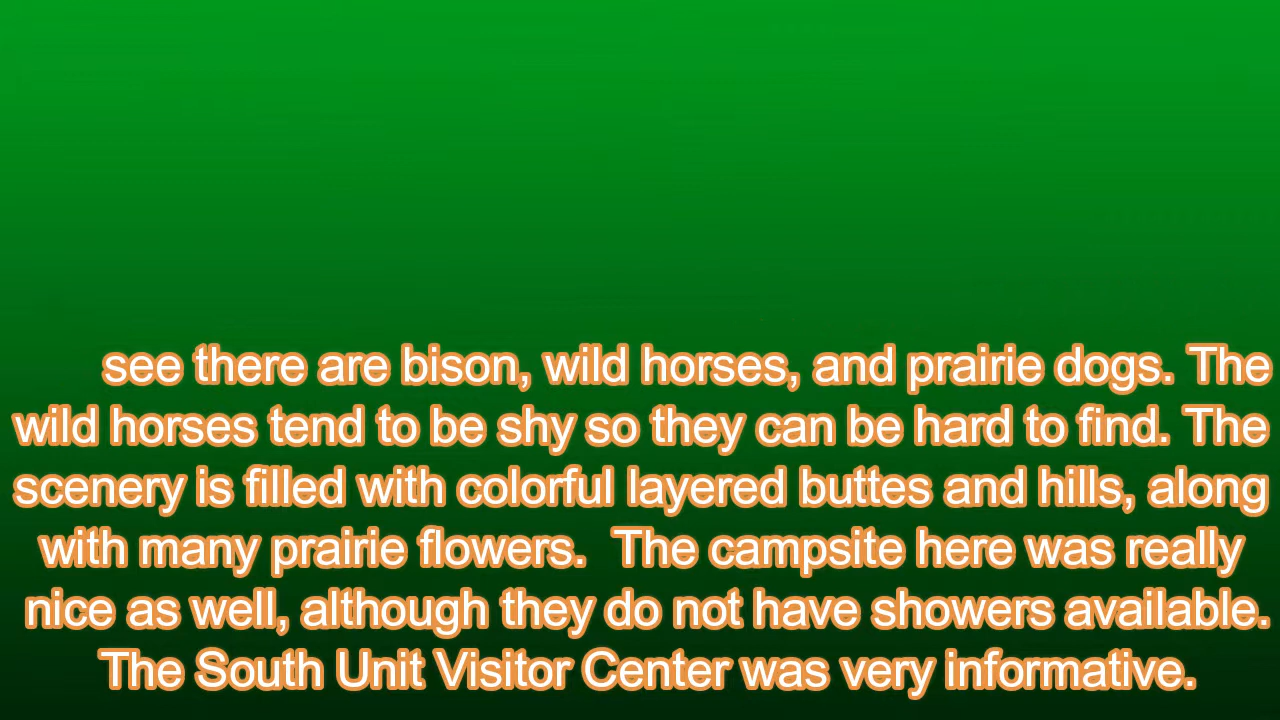 see there are bison, wild horses, and prairie dogs. The
wild horses tend to be shy so they can be hard to find. The
scenery is filled with colorful layered buttes and hills, along
with many prairie flowers.  The campsite here was really
nice as well, although they do not have showers available.
The South Unit Visitor Center was very informative.